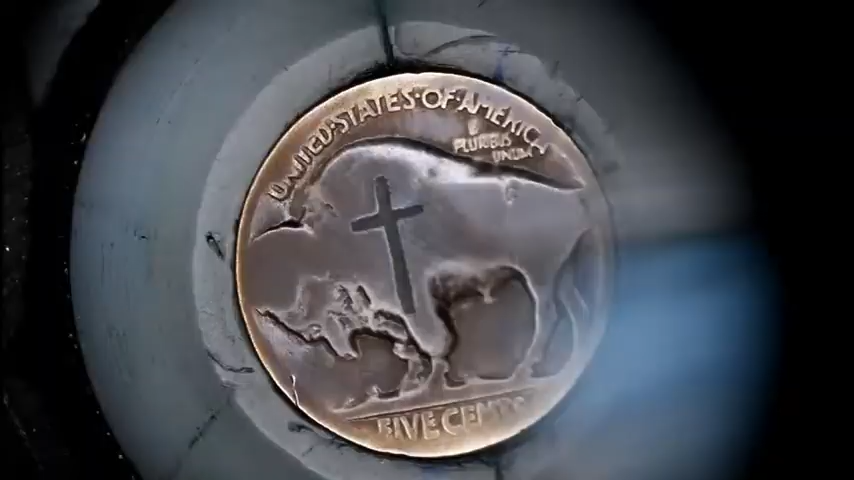 UNITED·STATES·OF·AMERICA
E
PLURIBUS
UNUM
FIVE CENTS